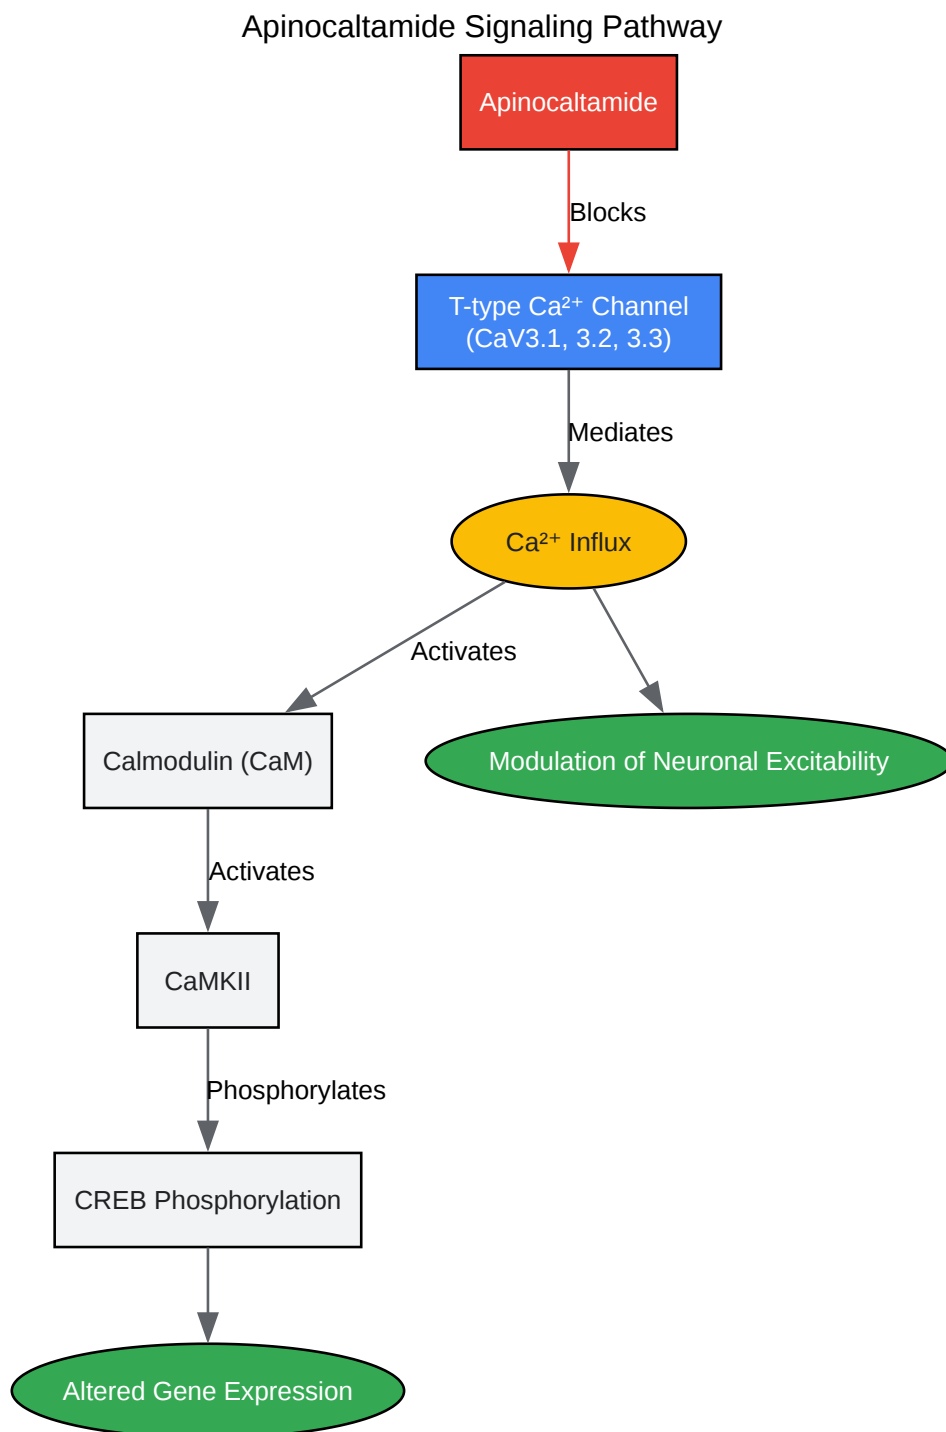 Apinocaltamide Signaling Pathway
Apinocaltamide
Blocks
T-type Ca²⁺ Channel
(CaV3.1, 3.2, 3.3)
Mediates
Ca²⁺ Influx
Activates
Calmodulin (CaM)
Modulation of Neuronal Excitability
Activates
CaMKII
Phosphorylates
CREB Phosphorylation
Altered Gene Expression